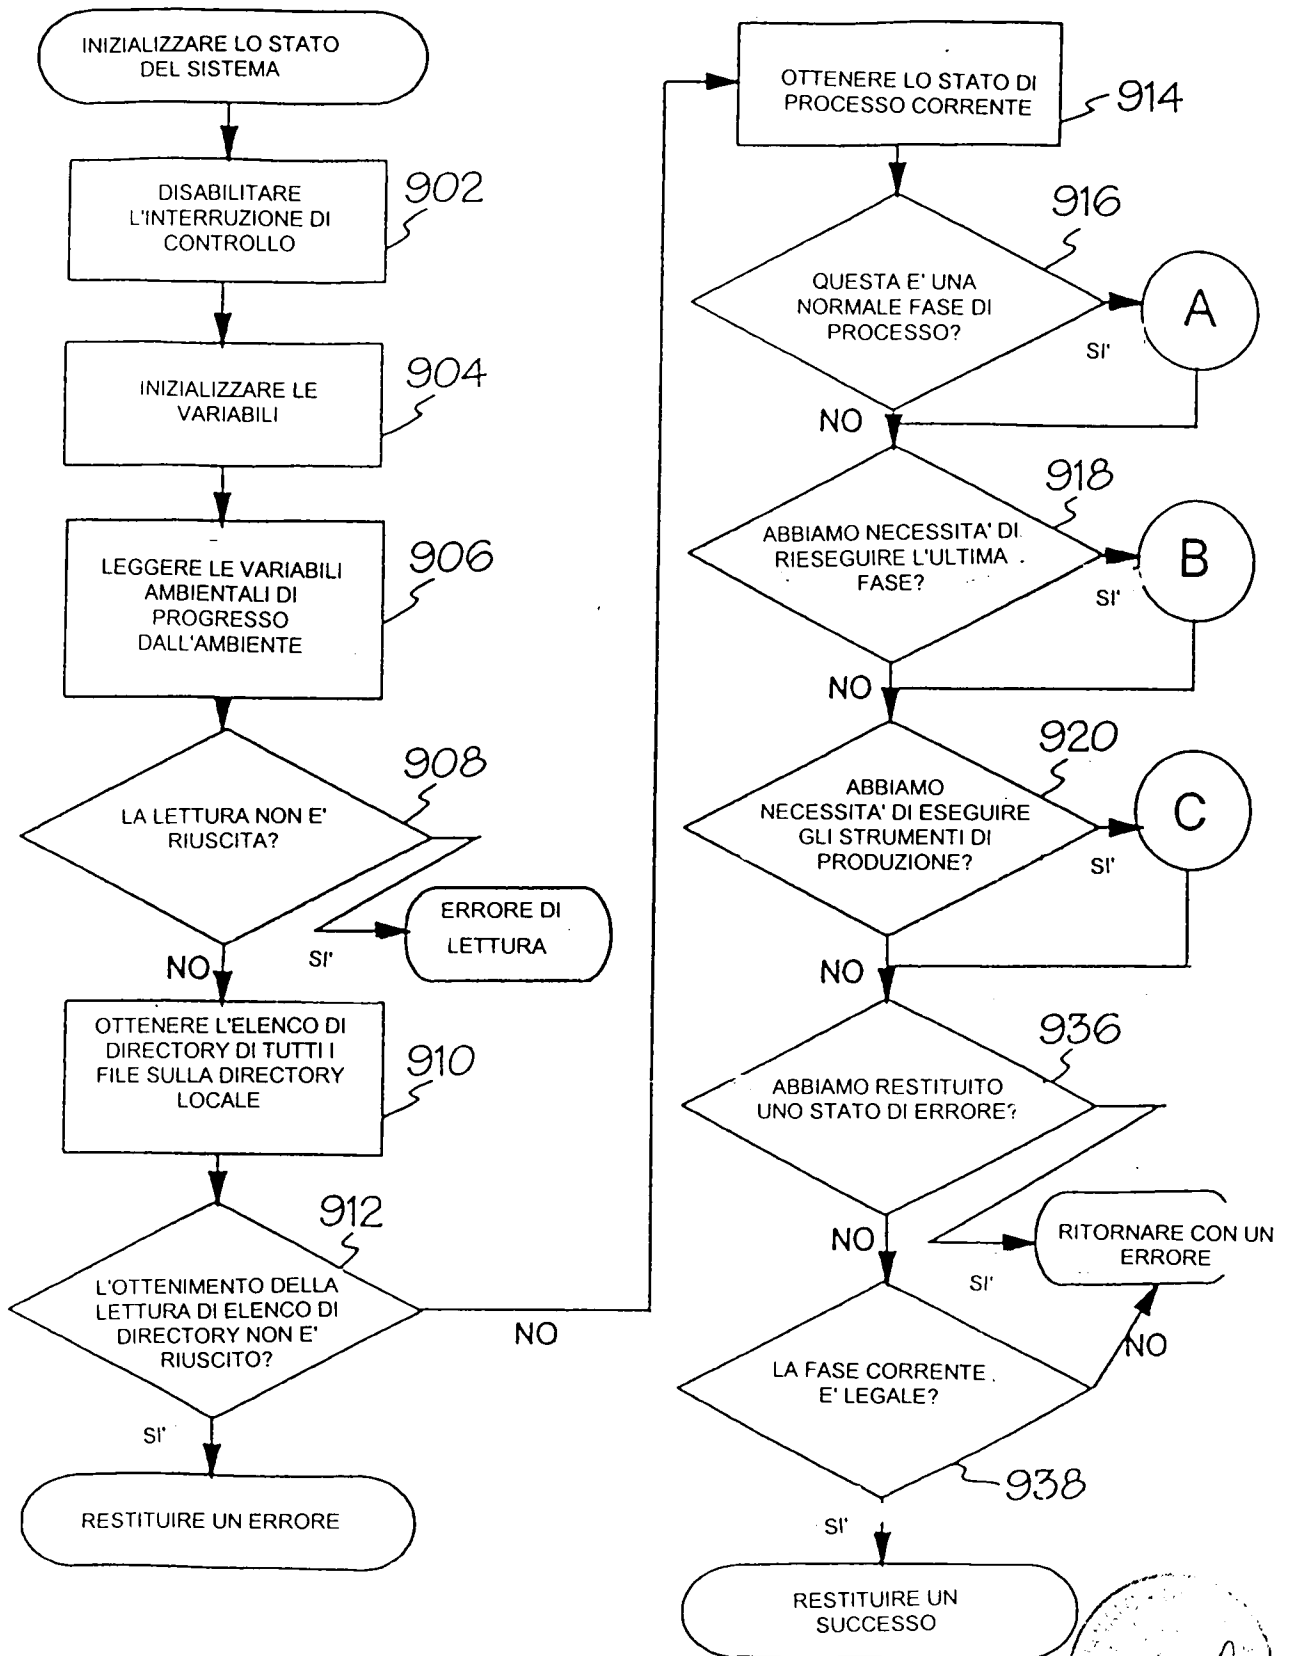 INIZIALIZZARE LO STATO
DEL SISTEMA
DISABILITARE
L'INTERRUZIONE DI
CONTROLLO
902
INIZIALIZZARE LE
VARIABILI
904
LEGGERE LE VARIABILI
AMBIENTALI DI
PROGRESSO
DALL'AMBIENTE
906
LA LETTURA NON E'
RIUSCITA?
908
SI'
ERRORE DI
LETTURA
NO
OTTENERE L'ELENCO DI
DIRECTORY DI TUTTI I
FILE SULLA DIRECTORY
LOCALE
910
L'OTTENIMENTO DELLA
LETTURA DI ELENCO DI
DIRECTORY NON E'
RIUSCITO?
912
NO
SI'
RESTITUIRE UN ERRORE
OTTENERE LO STATO DI
PROCESSO CORRENTE
914
QUESTA E' UNA
NORMALE FASE DI
PROCESSO?
916
SI'
A
NO
ABBIAMO NECESSITA' DI
RIESEGUIRE L'ULTIMA
FASE?
918
SI'
B
NO
ABBIAMO
NECESSITA' DI ESEGUIRE
GLI STRUMENTI DI
PRODUZIONE?
920
SI'
C
NO
ABBIAMO RESTITUITO
UNO STATO DI ERRORE?
936
SI'
RITORNARE CON UN
ERRORE
NO
LA FASE CORRENTE
E' LEGALE?
938
NO
SI'
RESTITUIRE UN
SUCCESSO